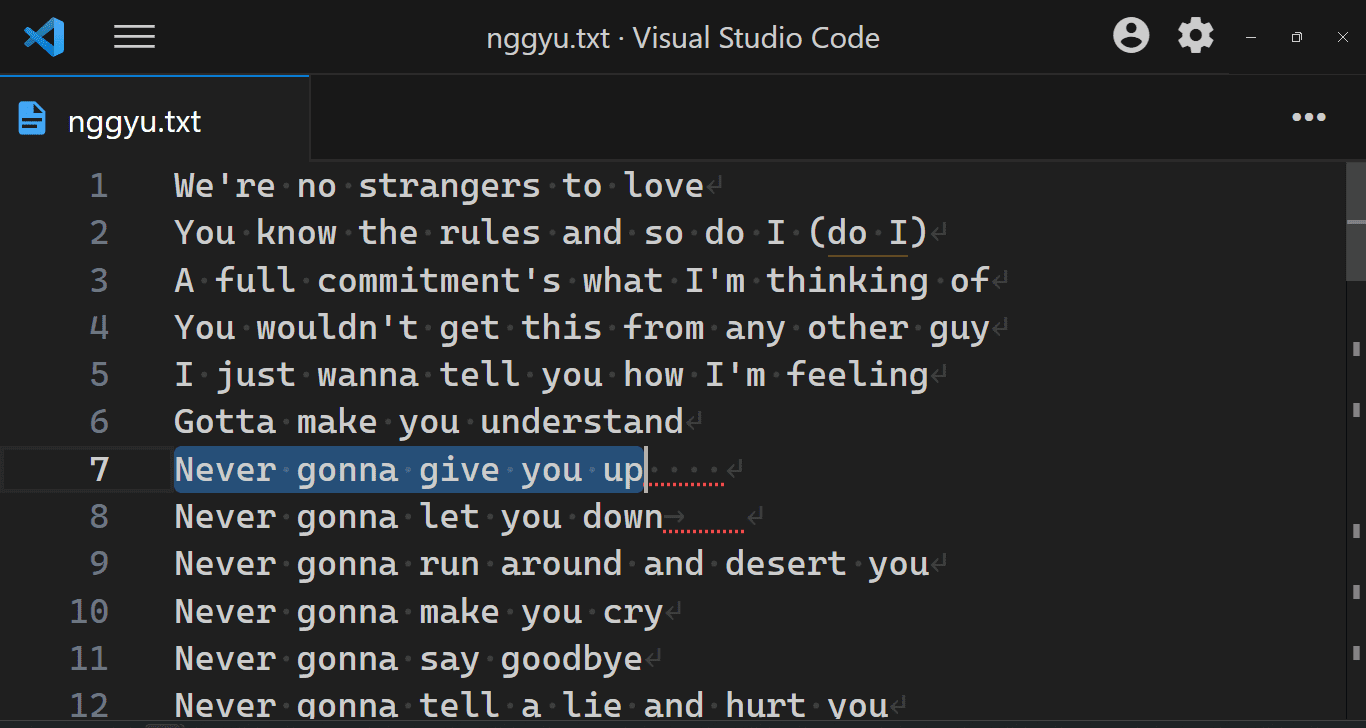 nggyu.txt · Visual Studio Code
nggyu.txt
1 We're no strangers to love
2 You know the rules and so do I (do I)
3 A full commitment's what I'm thinking of
4 You wouldn't get this from any other guy
5 I just wanna tell you how I'm feeling
6 Gotta make you understand
7 Never gonna give you up
8 Never gonna let you down
9 Never gonna run around and desert you
10 Never gonna make you cry
11 Never gonna say goodbye
12 Never gonna tell a lie and hurt you